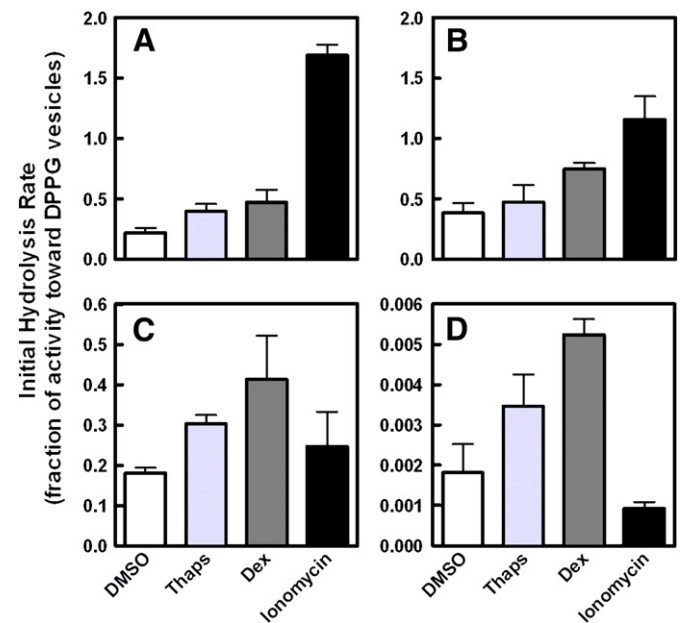 Initial Hydrolysis Rate
(fraction of activity toward DPPG vesicles)
A
2.0
1.5
1.0
0.5
0.0
B
2.0
1.5
1.0
0.5
0.0
C
0.6
0.5
0.4
0.3
0.2
0.1
0.0
D
0.006
0.005
0.004
0.003
0.002
0.001
0.000
DMSO
Thaps
Dex
Ionomycin
DMSO
Thaps
Dex
Ionomycin